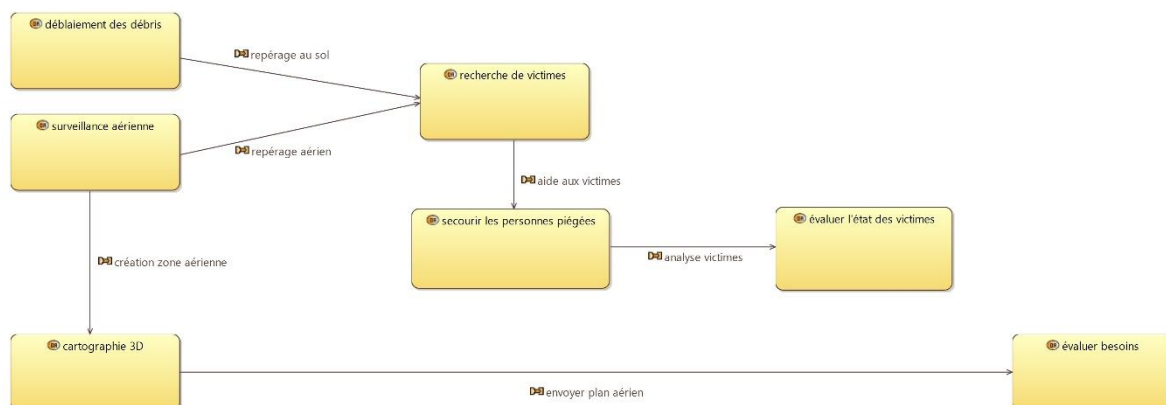 déblaiement des débris
repérage au sol
recherche de victimes
surveillance aérienne
repérage aérien
aide aux victimes
secourir les personnes piégées
évaluer l'état des victimes
analyse victimes
création zone aérienne
cartographie 3D
évaluer besoins
envoyer plan aérien